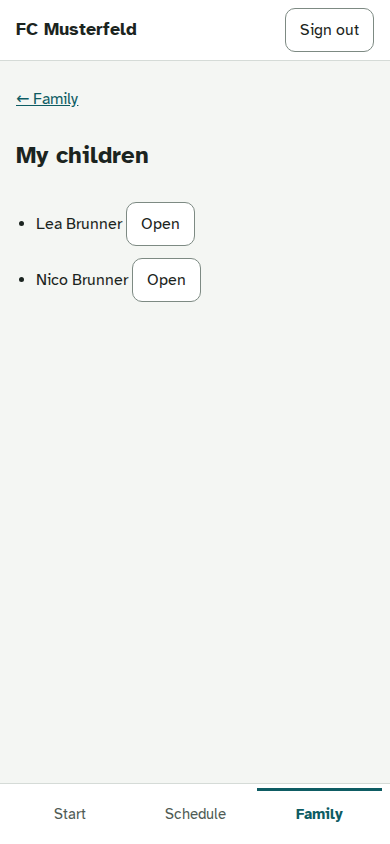 FC Musterfeld Sign out
← Family
My children
• Lea Brunner Open
• Nico Brunner Open
Start Schedule Family